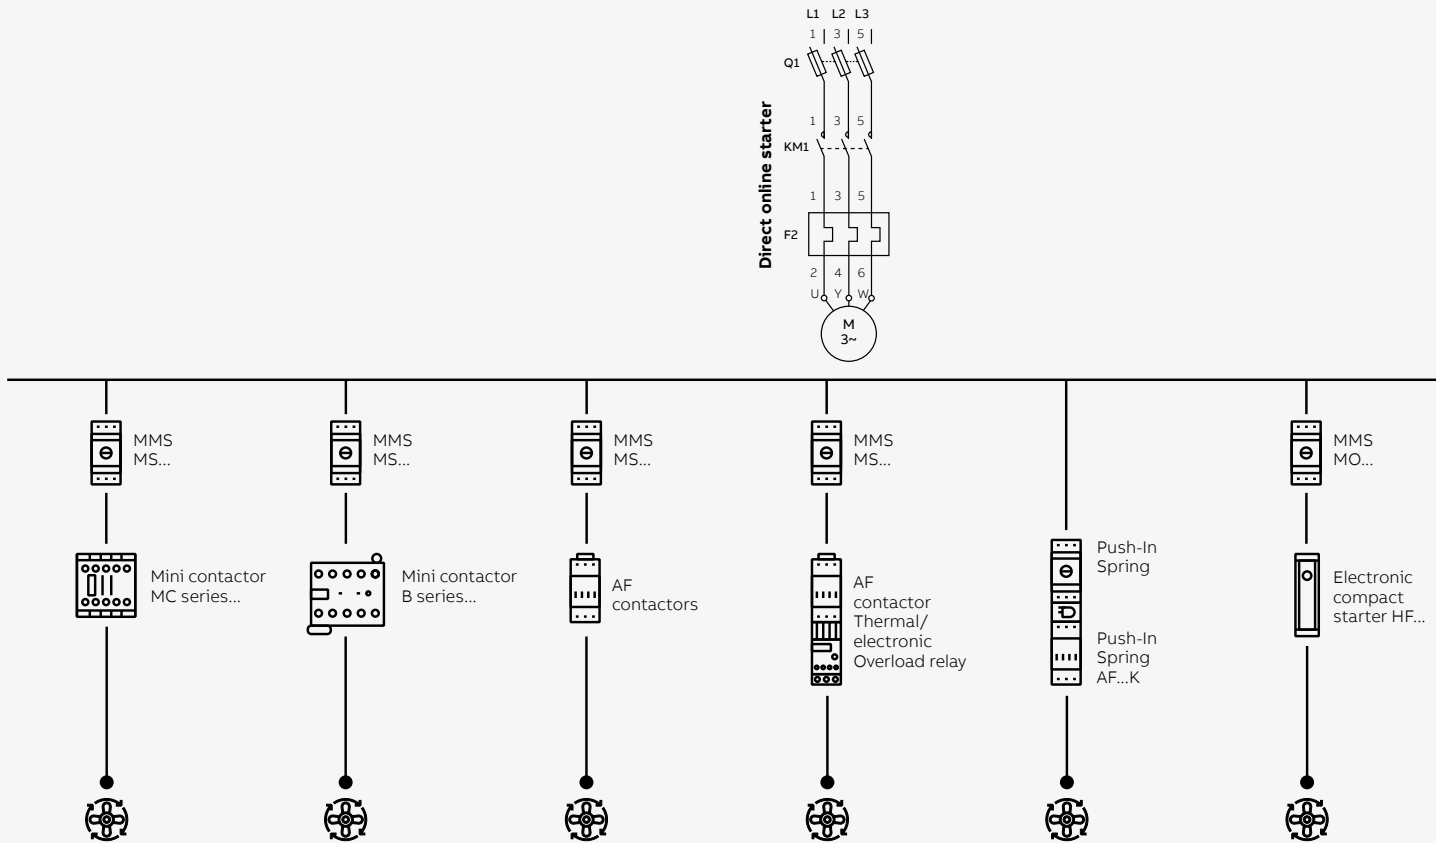 L1 L2 L3
1 3 5
Q1
Direct online starter
1 3 5
KM1
1 3 5
F2
2 4 6
U Y W
M
3~
MMS
MS...
Mini contactor
MC series...
MMS
MS...
Mini contactor
B series...
MMS
MS...
AF
contactors
MMS
MS...
AF
contactor
Thermal/
electronic
Overload relay
Push-In
Spring
Push-In
Spring
AF...K
MMS
MO...
Electronic
compact
starter HF...